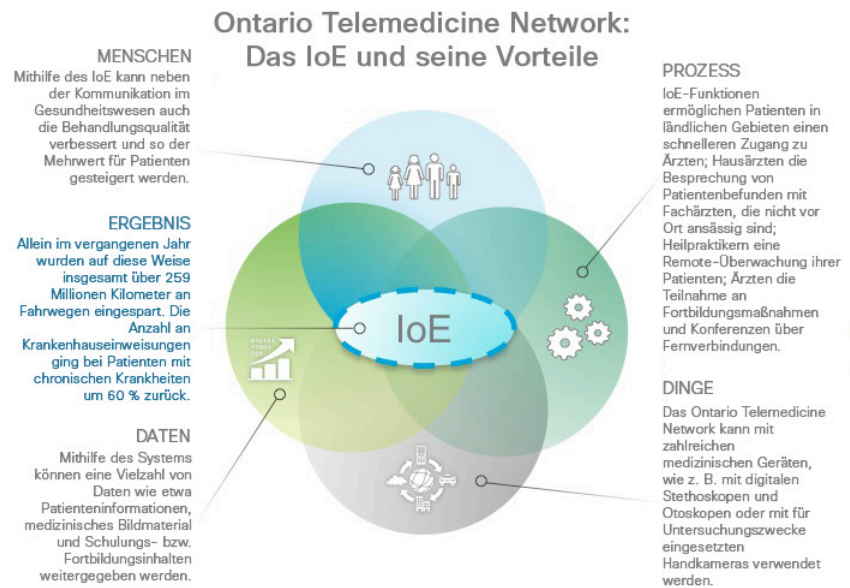 Ontario Telemedicine Network:
Das IoE und seine Vorteile
MENSCHEN
Mithilfe des IoE kann neben
der Kommunikation im
Gesundheitswesen auch
die Behandlungsqualität
verbessert und so der
Mehrwert für Patienten
gesteigert werden.
ERGEBNIS
Allein im vergangenen Jahr
wurden auf diese Weise
insgesamt über 259
Millionen Kilometer an
Fahrwegen eingespart. Die
Anzahl an
Krankenhauseinweisungen
ging bei Patienten mit
chronischen Krankheiten
um 60 % zurück.
DATEN
Mithilfe des Systems
können eine Vielzahl von
Daten wie etwa
Patienteninformationen,
medizinisches Bildmaterial
und Schulungs- bzw.
Fortbildungsinhalten
weitergegeben werden.
IoE
PROZESS
IoE-Funktionen
ermöglichen Patienten in
ländlichen Gebieten einen
schnelleren Zugang zu
Ärzten; Hausärzten die
Besprechung von
Patientenbefunden mit
Fachärzten, die nicht vor
Ort ansässig sind;
Heilpraktikern eine
Remote-Überwachung ihrer
Patienten; Ärzten die
Teilnahme an
Fortbildungsmaßnahmen
und Konferenzen über
Fernverbindungen.
DINGE
Das Ontario Telemedicine
Network kann mit
zahlreichen
medizinischen Geräten,
wie z. B. mit digitalen
Stethoskopen und
Otoskopen oder mit für
Untersuchungszwecke
eingesetzten
Handkameras verwendet
werden.